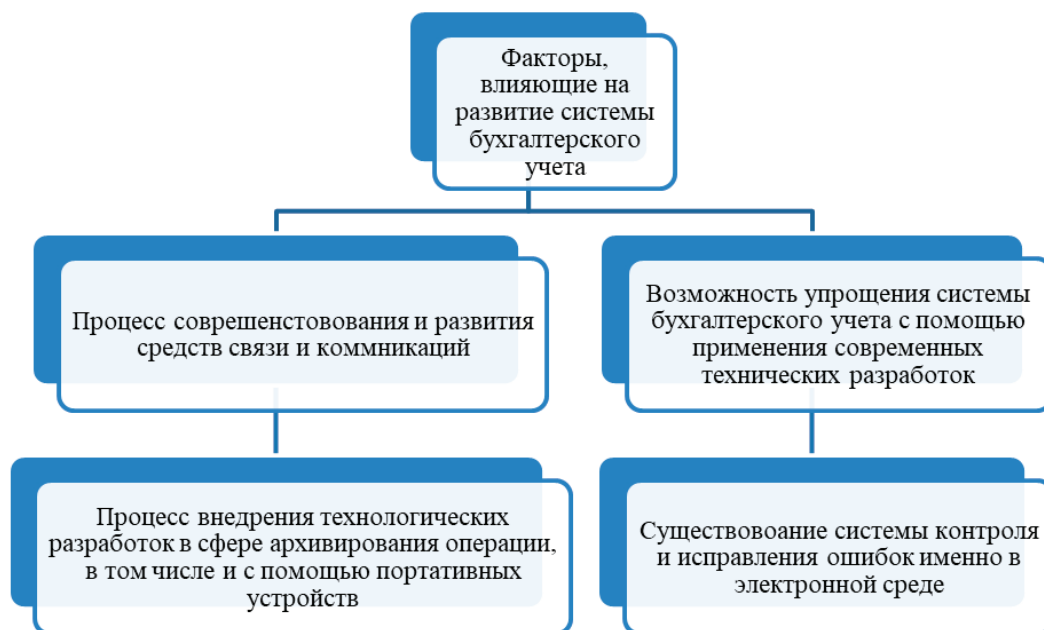 Факторы,
влияющие на
развитие системы
бухгалтерского
учета
Процесс соврешенстовования и развития
средств связи и коммникаций
Возможность упрощения системы
бухгалтерского учета с помощью
применения современных
технических разработок
Процесс внедрения технологических
разработок в сфере архивирования операции,
в том числе и с помощью портативных
устройств
Существовоание системы контроля
и исправления ошибок именно в
электронной среде